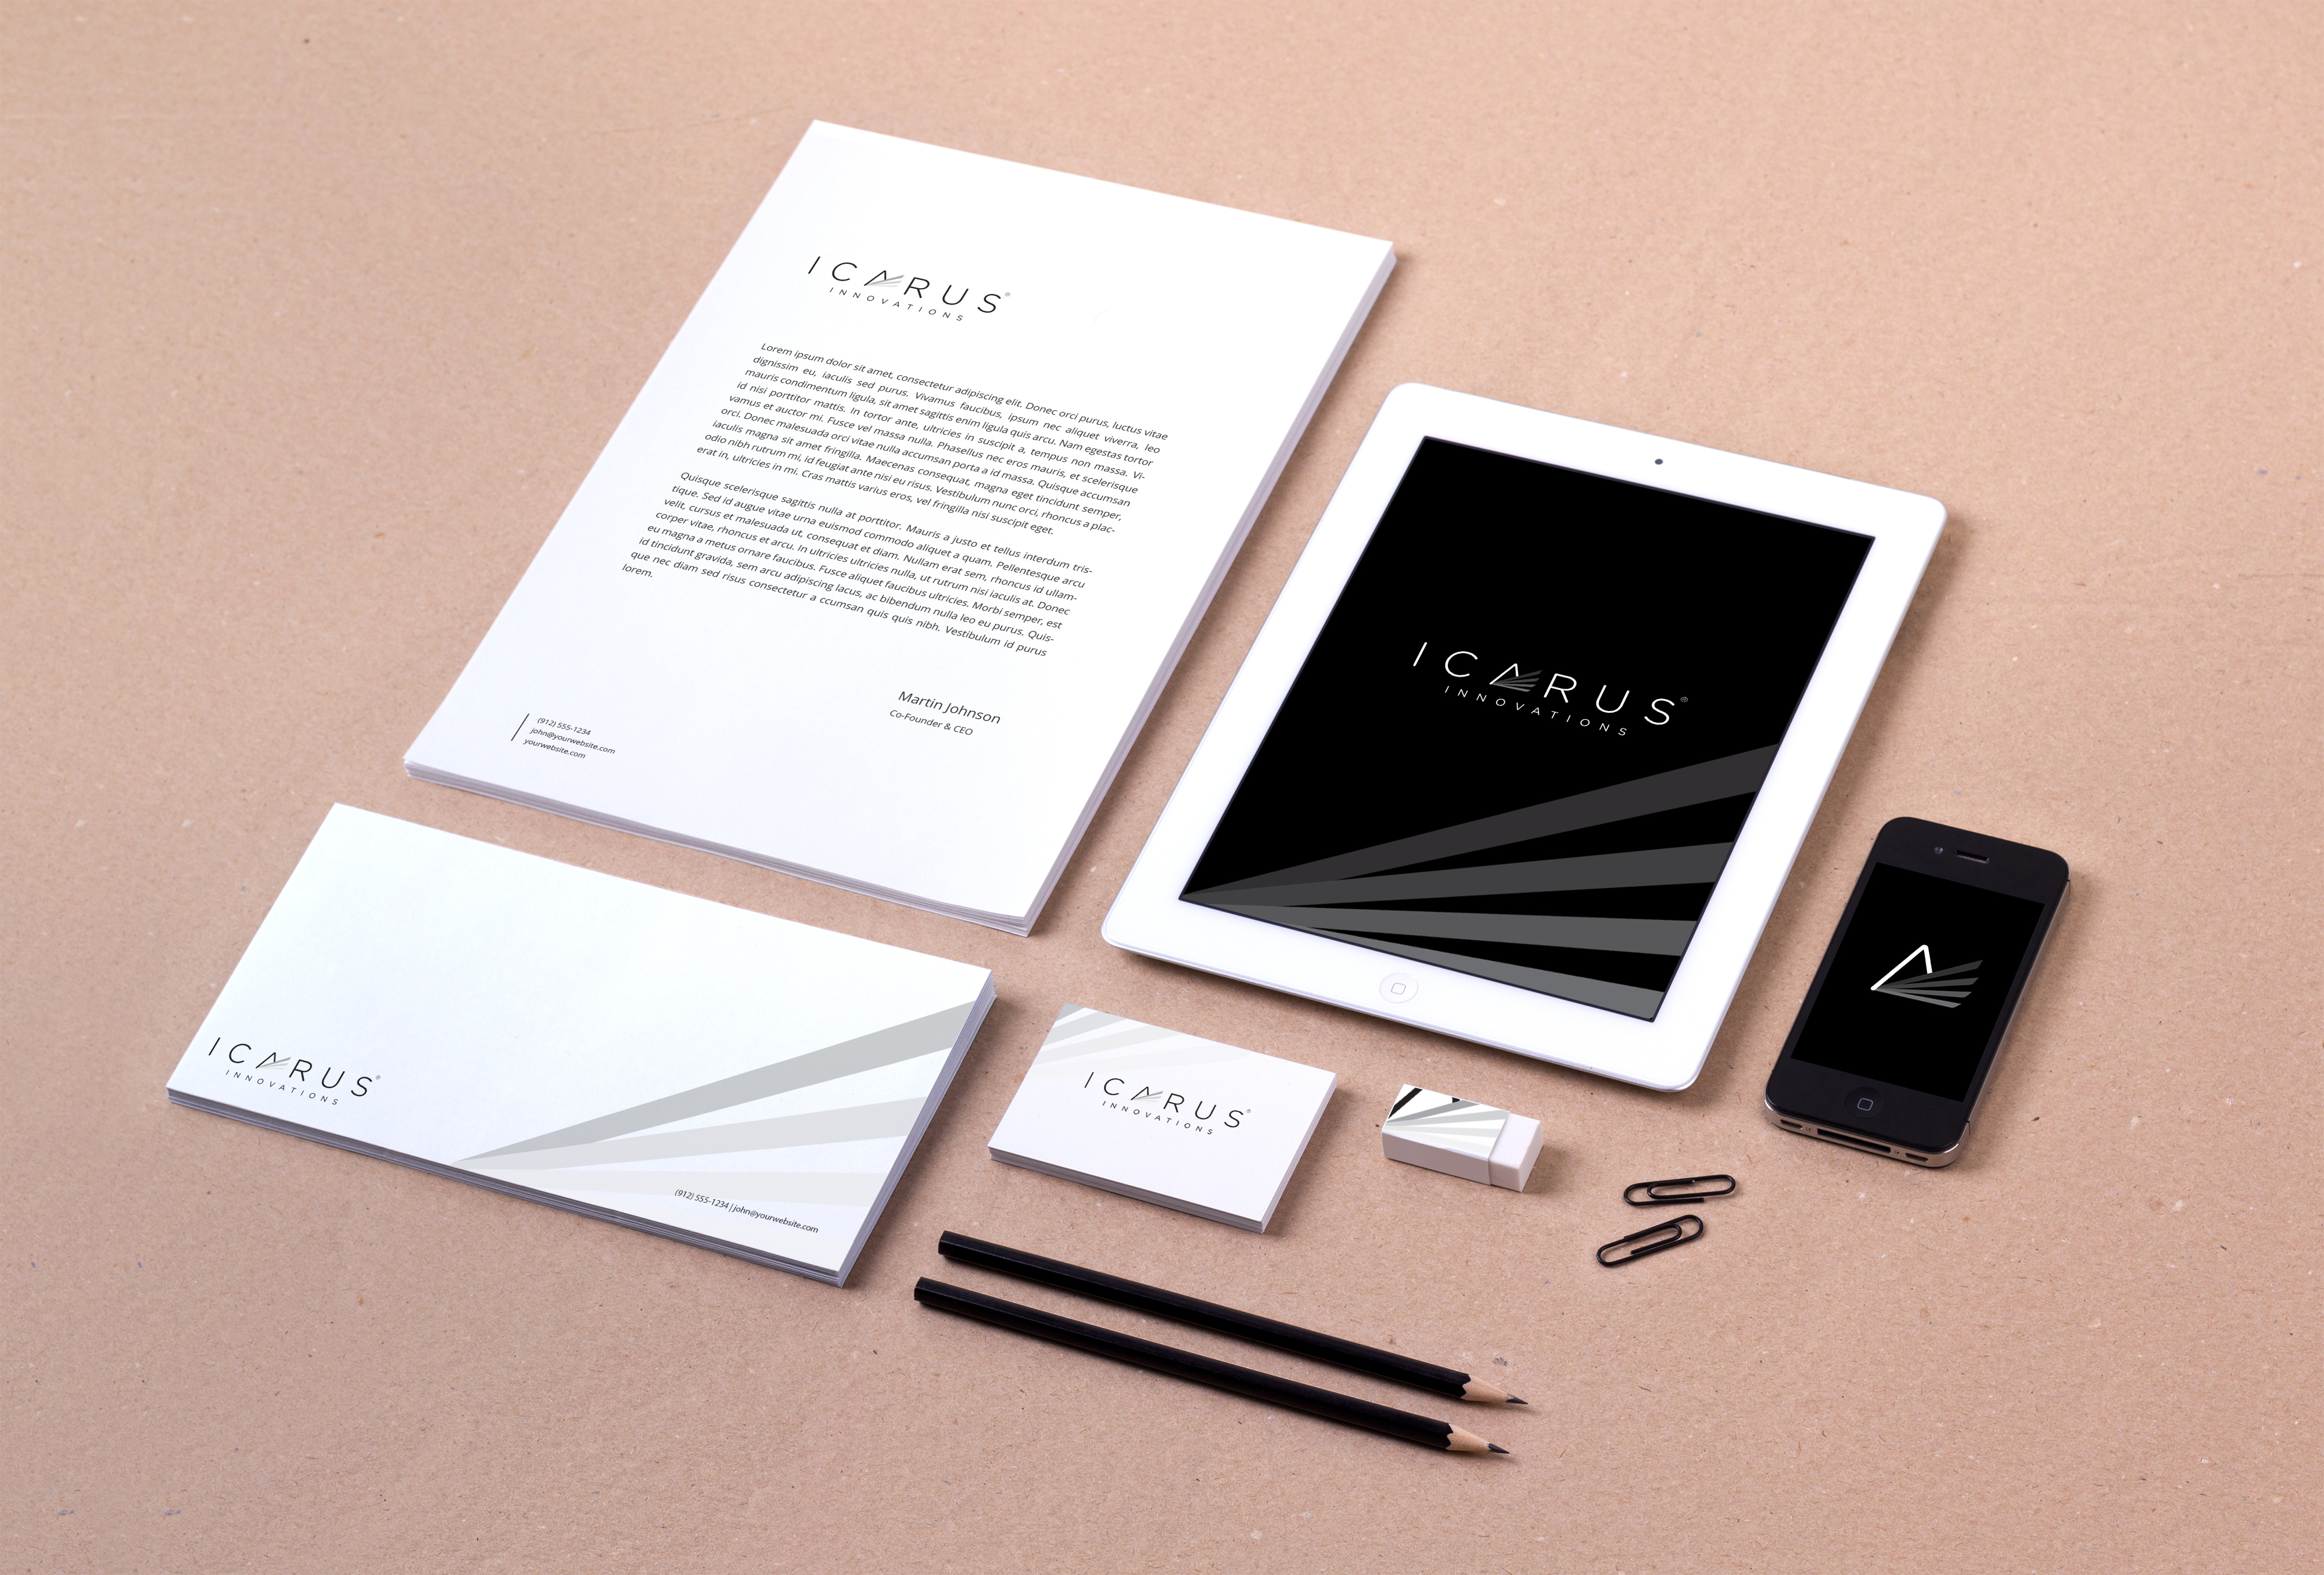 ICARUS®
INNOVATIONS
Lorem ipsum dolor sit amet, consectetur adipiscing elit. Donec orci purus, luctus vitae
dignissim eu, iaculis sed purus. Vivamus faucibus, ipsum nec aliquet viverra, leo
mauris condimentum ligula, sit amet sagittis enim ligula quis arcu. Nam egestas tortor
id nisi porttitor mattis. In tortor ante, ultricies in suscipit a, tempus non massa. Vi-
vamus et auctor mi. Fusce vel massa nulla. Phasellus nec eros mauris, et scelerisque
orci. Donec malesuada orci vitae nulla accumsan porta a id massa. Quisque accumsan
iaculis magna sit amet fringilla. Maecenas consequat, magna eget tincidunt semper,
odio nibh rutrum mi, id feugiat ante nisi eu risus. Vestibulum nunc orci, rhoncus a plac-
erat in, ultricies in mi. Cras mattis varius eros, vel fringilla nisi suscipit eget.
Quisque scelerisque sagittis nulla at porttitor. Mauris a justo et tellus interdum tris-
tique. Sed id augue vitae urna euismod commodo aliquet a quam. Pellentesque arcu
velit, cursus et malesuada ut, consequat et diam. Nullam erat sem, rhoncus id ullam-
corper vitae, rhoncus et arcu. In ultricies ultricies nulla, ut rutrum nisi iaculis at. Donec
eu magna a metus ornare faucibus. Fusce aliquet faucibus ultricies. Morbi semper, est
id tincidunt gravida, sem arcu adipiscing lacus, ac bibendum nulla leo eu purus. Quis-
que nec diam sed risus consectetur a ccumsan quis quis nibh. Vestibulum id purus
lorem.
Martin Johnson
Co-Founder & CEO
(912) 555-1234
john@yourwebsite.com
yourwebsite.com
ICARUS®
INNOVATIONS
ICARUS®
INNOVATIONS
(912) 555-1234 | john@yourwebsite.com
ICARUS®
INNOVATIONS